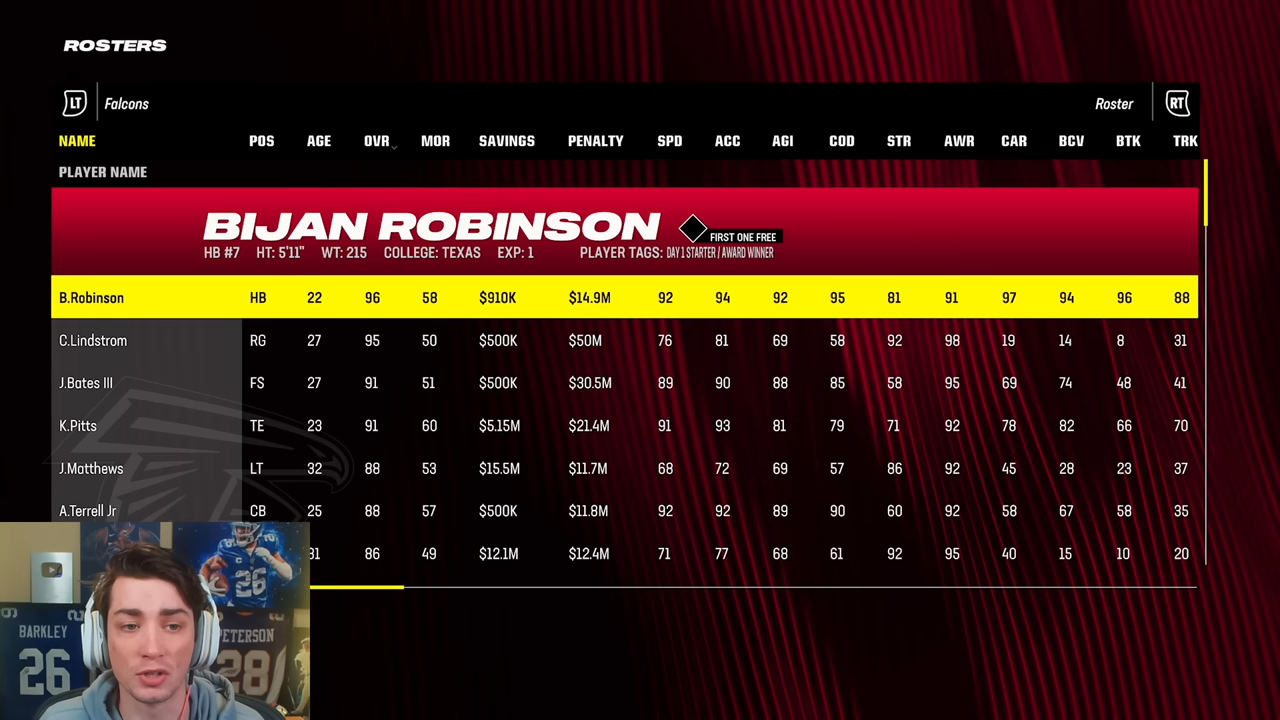 ROSTERS
LT Falcons Roster RT
NAME POS AGE OVR MOR SAVINGS PENALTY SPD ACC AGI COD STR AWR CAR BCV BTK TRK
PLAYER NAME
BIJAN ROBINSON FIRST ONE FREE
HB #7 HT: 5'11" WT: 215 COLLEGE: TEXAS EXP: 1 PLAYER TAGS: DAY 1 STARTER / AWARD WINNER
B.Robinson HB 22 96 58 $910K $14.9M 92 94 92 95 81 91 97 94 96 88
C.Lindstrom RG 27 95 50 $500K $50M 76 81 69 58 92 98 19 14 8 31
J.Bates III FS 27 91 51 $500K $30.5M 89 90 88 85 58 95 69 74 48 41
K.Pitts TE 23 91 60 $5.15M $21.4M 91 93 81 79 71 92 78 82 66 70
J.Matthews LT 32 88 53 $15.5M $11.7M 68 72 69 57 86 92 45 28 23 37
A.Terrell Jr CB 25 88 57 $500K $11.8M 92 92 89 90 60 92 58 67 58 35
31 86 49 $12.1M $12.4M 71 77 68 61 92 95 40 15 10 20
26
BARKLEY
26
PETERSON
28